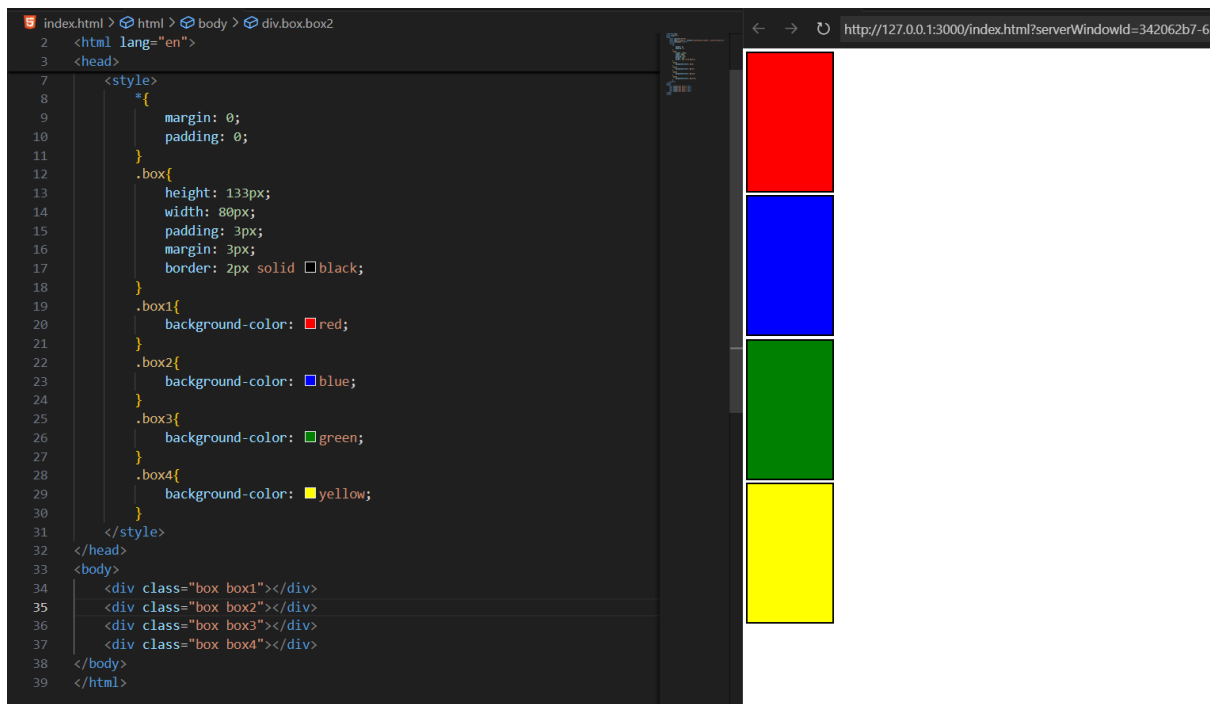 index.html > html > body > div.box.box2
2 <html lang="en">
3 <head>
7 <style>
8 *{
9 margin: 0;
10 padding: 0;
11 }
12 .box{
13 height: 133px;
14 width: 80px;
15 padding: 3px;
16 margin: 3px;
17 border: 2px solid black;
18 }
19 .box1{
20 background-color: red;
21 }
22 .box2{
23 background-color: blue;
24 }
25 .box3{
26 background-color: green;
27 }
28 .box4{
29 background-color: yellow;
30 }
31 </style>
32 </head>
33 <body>
34 <div class="box box1"></div>
35 <div class="box box2"></div>
36 <div class="box box3"></div>
37 <div class="box box4"></div>
38 </body>
39 </html>
http://127.0.0.1:3000/index.html?serverWindowId=342062b7-6